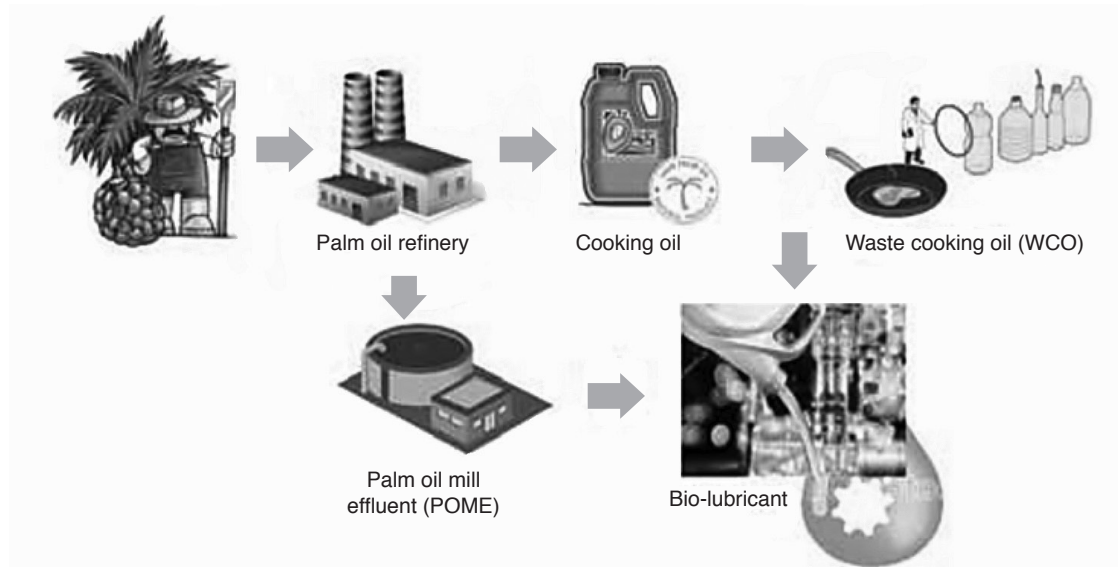 Palm oil refinery
Cooking oil
Waste cooking oil (WCO)
Palm oil mill
effluent (POME)
Bio-lubricant